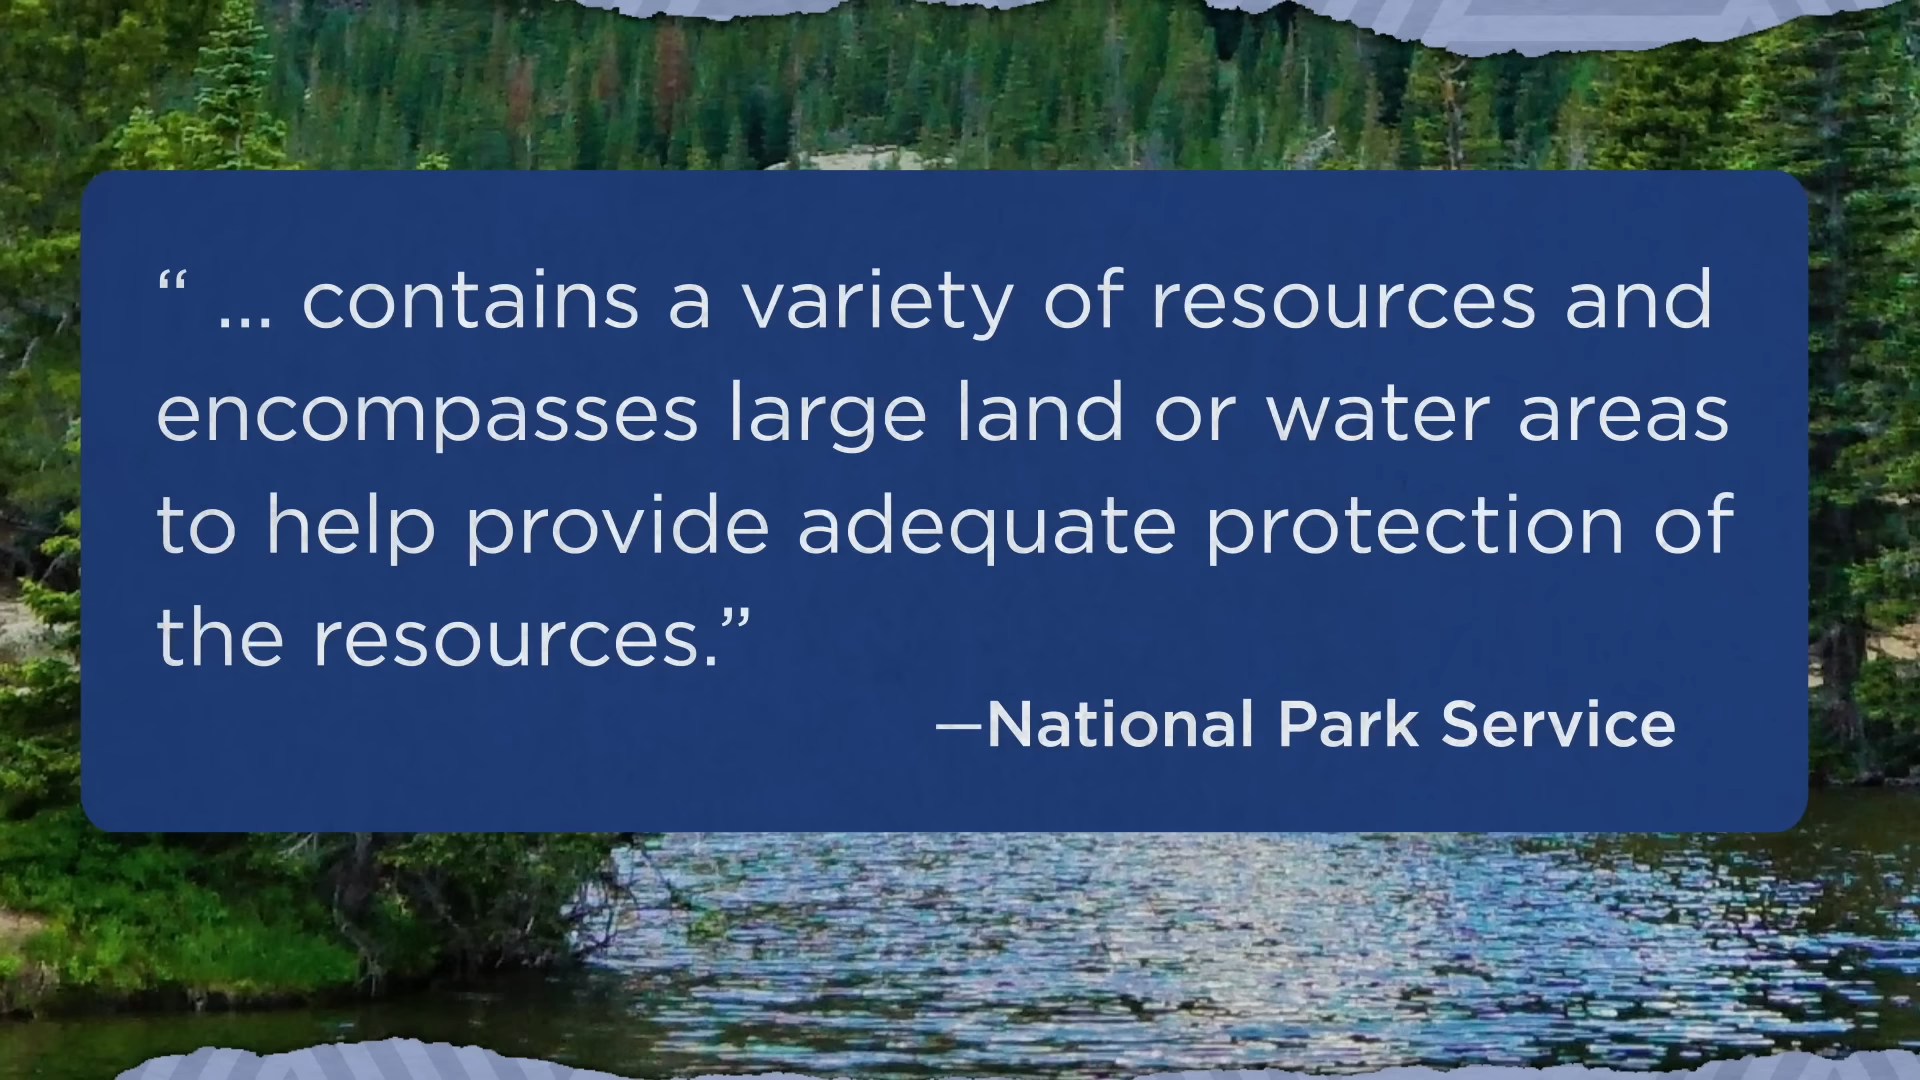 “ ... contains a variety of resources and
encompasses large land or water areas
to help provide adequate protection of
the resources.”
—National Park Service